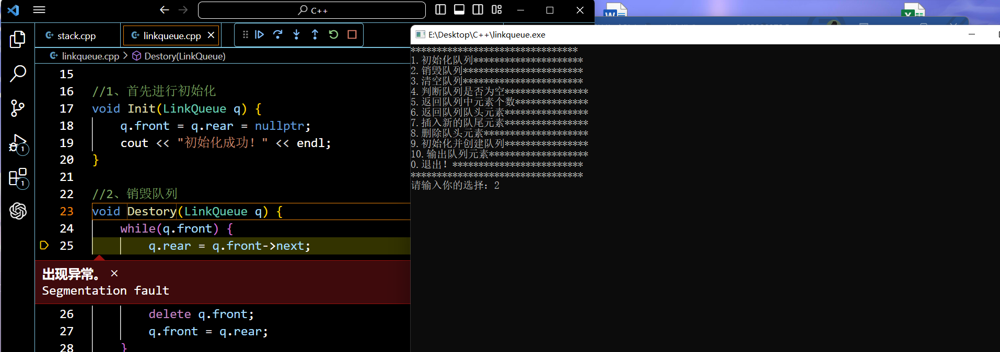 C++
stack.cpp
linkqueue.cpp
linkqueue.cpp > Destory(LinkQueue)
15
16 //1、首先进行初始化
17 void Init(LinkQueue q) {
18 q.front = q.rear = nullptr;
19 cout << "初始化成功！" << endl;
20 }
21
22 //2、销毁队列
23 void Destory(LinkQueue q) {
24 while(q.front) {
25 q.rear = q.front->next;
出现异常。
Segmentation fault
26 delete q.front;
27 q.front = q.rear;
28 }
1
1
E:\Desktop\C++\linkqueue.exe
********************************
1.初始化队列*********************
2.销毁队列***********************
3.清空队列***********************
4.判断队列是否为空****************
5.返回队列中元素个数**************
6.返回队列队头元素****************
7.插入新的队尾元素****************
8.删除队头元素********************
9.初始化并创建队列****************
10.输出队列元素*******************
0.退出！*************************
*********************************
请输入你的选择：2